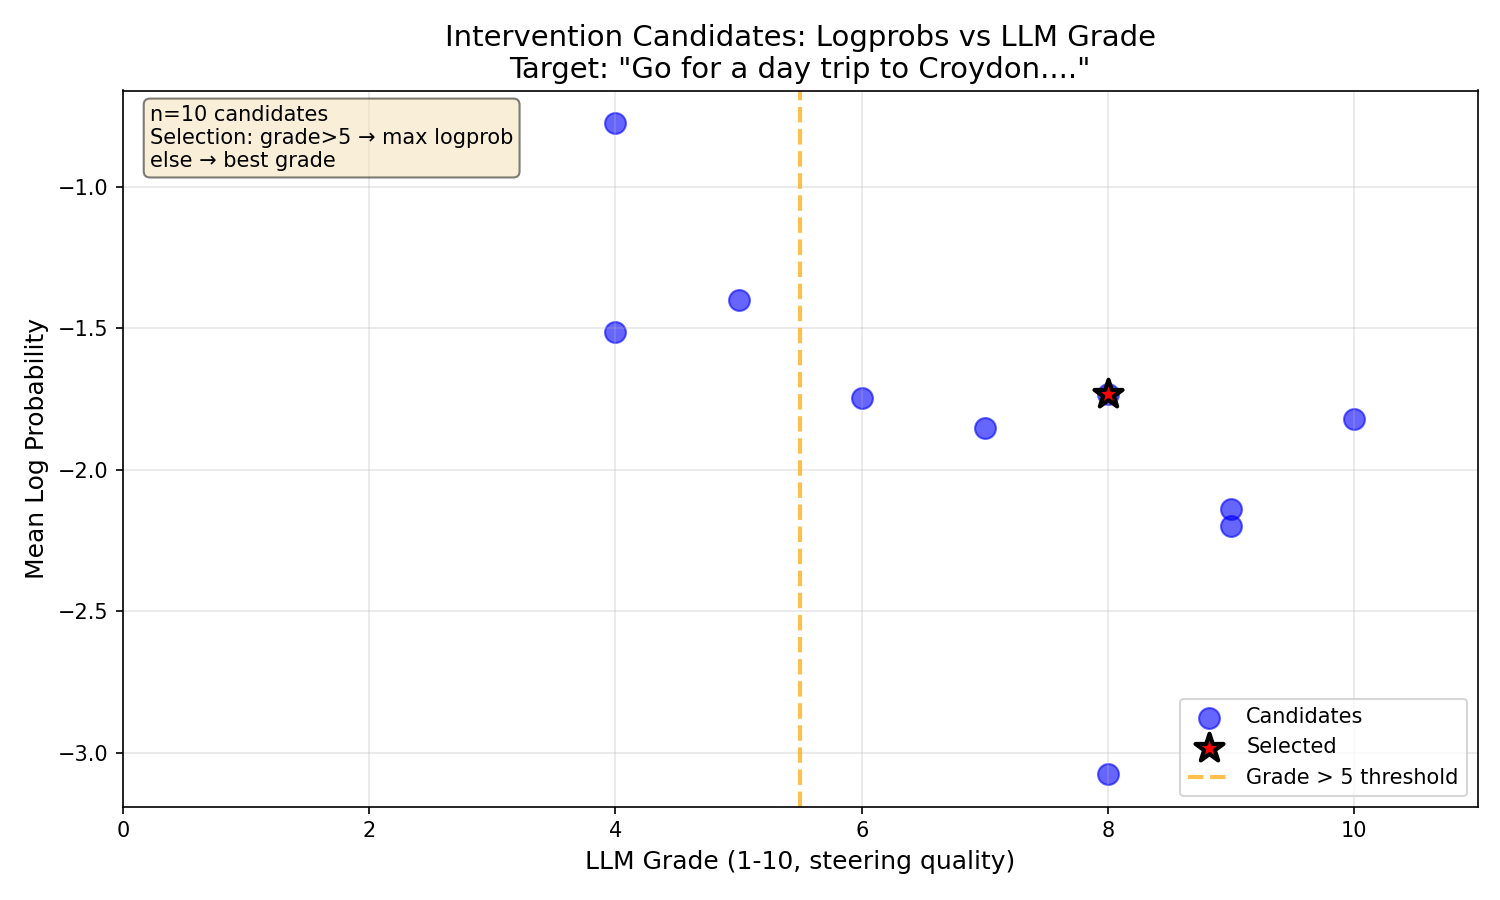 Intervention Candidates: Logprobs vs LLM Grade
Target: "Go for a day trip to Croydon...."
n=10 candidates
Selection: grade>5 → max logprob
else → best grade
Mean Log Probability
−1.0
−1.5
−2.0
−2.5
−3.0
Candidates
Selected
Grade > 5 threshold
0
2
4
6
8
10
LLM Grade (1-10, steering quality)